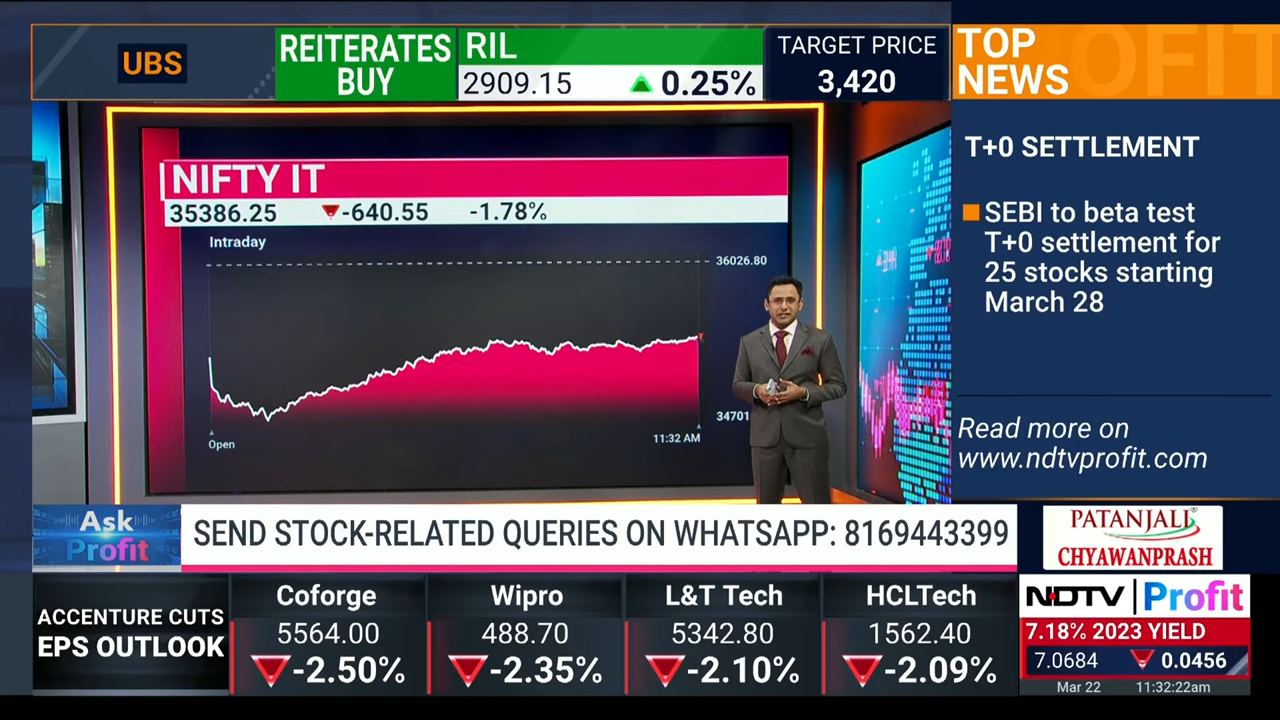 UBS
REITERATES
BUY
RIL
2909.15
0.25%
TARGET PRICE
3,420
TOP
NEWS
T+0 SETTLEMENT
SEBI to beta test
T+0 settlement for
25 stocks starting
March 28
Read more on
www.ndtvprofit.com
NIFTY IT
35386.25 -640.55 -1.78%
Intraday
36026.80
34701
Open
11:32 AM
Ask
Profit
SEND STOCK-RELATED QUERIES ON WHATSAPP: 8169443399
PATANJALI
CHYAWANPRASH
ACCENTURE CUTS
EPS OUTLOOK
Coforge
5564.00
-2.50%
Wipro
488.70
-2.35%
L&T Tech
5342.80
-2.10%
HCLTech
1562.40
-2.09%
NDTV Profit
7.18% 2023 YIELD
7.0684 0.0456
Mar 22 11:32:22am